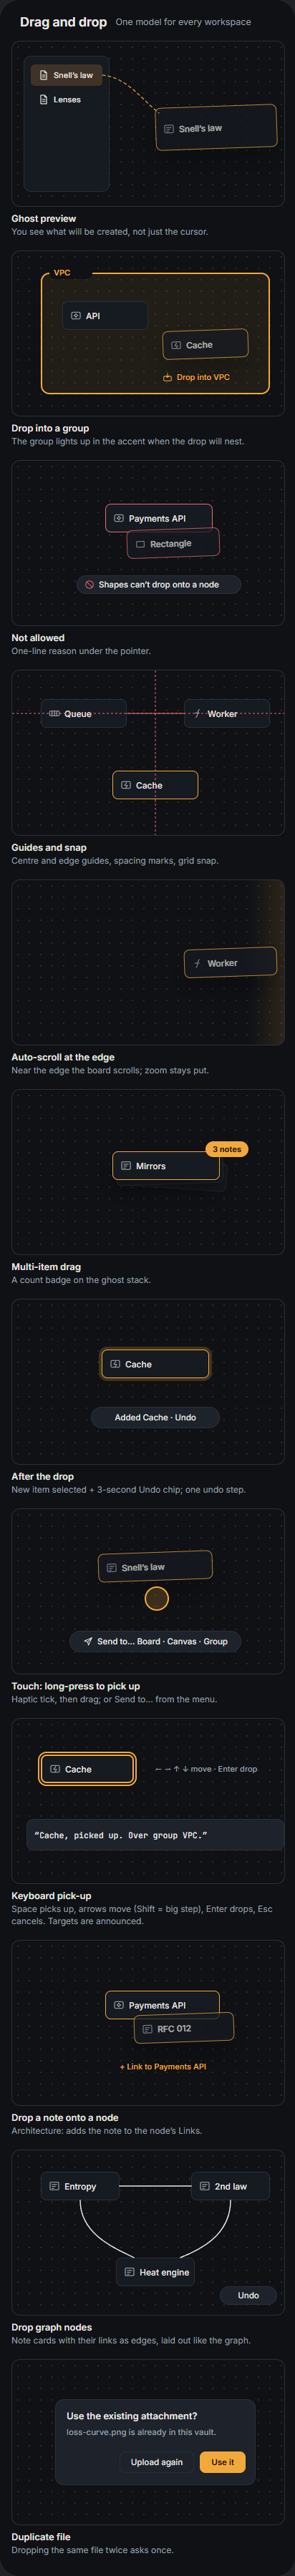 Drag and drop One model for every workspace
Snell's law
Lenses
Snell's law
Ghost preview
You see what will be created, not just the cursor.
VPC
API
Cache
Drop into VPC
Drop into a group
The group lights up in the accent when the drop will nest.
Payments API
Rectangle
Shapes can't drop onto a node
Not allowed
One-line reason under the pointer.
Queue
Worker
Cache
Guides and snap
Centre and edge guides, spacing marks, grid snap.
Worker
Auto-scroll at the edge
Near the edge the board scrolls; zoom stays put.
3 notes
Mirrors
Multi-item drag
A count badge on the ghost stack.
Cache
Added Cache · Undo
After the drop
New item selected + 3-second Undo chip; one undo step.
Snell's law
Send to... Board · Canvas · Group
Touch: long-press to pick up
Haptic tick, then drag; or Send to... from the menu.
Cache
← → ↑ ↓ move · Enter drop
“Cache, picked up. Over group VPC.”
Keyboard pick-up
Space picks up, arrows move (Shift = big step), Enter drops, Esc
cancels. Targets are announced.
Payments API
RFC 012
+ Link to Payments API
Drop a note onto a node
Architecture: adds the note to the node's Links.
Entropy
2nd law
Heat engine
Undo
Drop graph nodes
Note cards with their links as edges, laid out like the graph.
Use the existing attachment?
loss-curve.png is already in this vault.
Upload again
Use it
Duplicate file
Dropping the same file twice asks once.